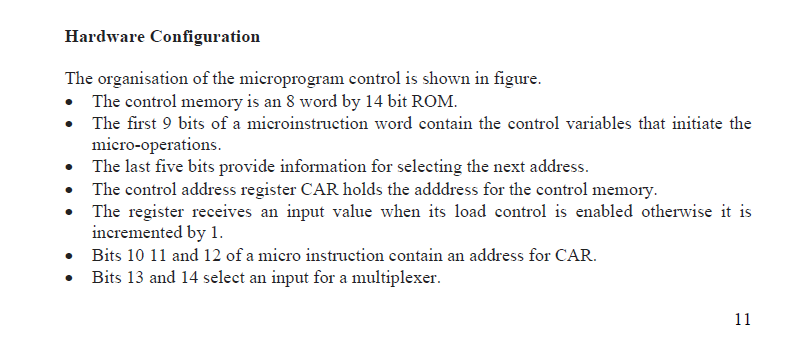 Hardware Configuration
The organisation of the microprogram control is shown in figure.
• The control memory is an 8 word by 14 bit ROM.
• The first 9 bits of a microinstruction word contain the control variables that initiate the
micro-operations.
• The last five bits provide information for selecting the next address.
• The control address register CAR holds the adddress for the control memory.
• The register receives an input value when its load control is enabled otherwise it is
incremented by 1.
• Bits 10 11 and 12 of a micro instruction contain an address for CAR.
• Bits 13 and 14 select an input for a multiplexer.
11